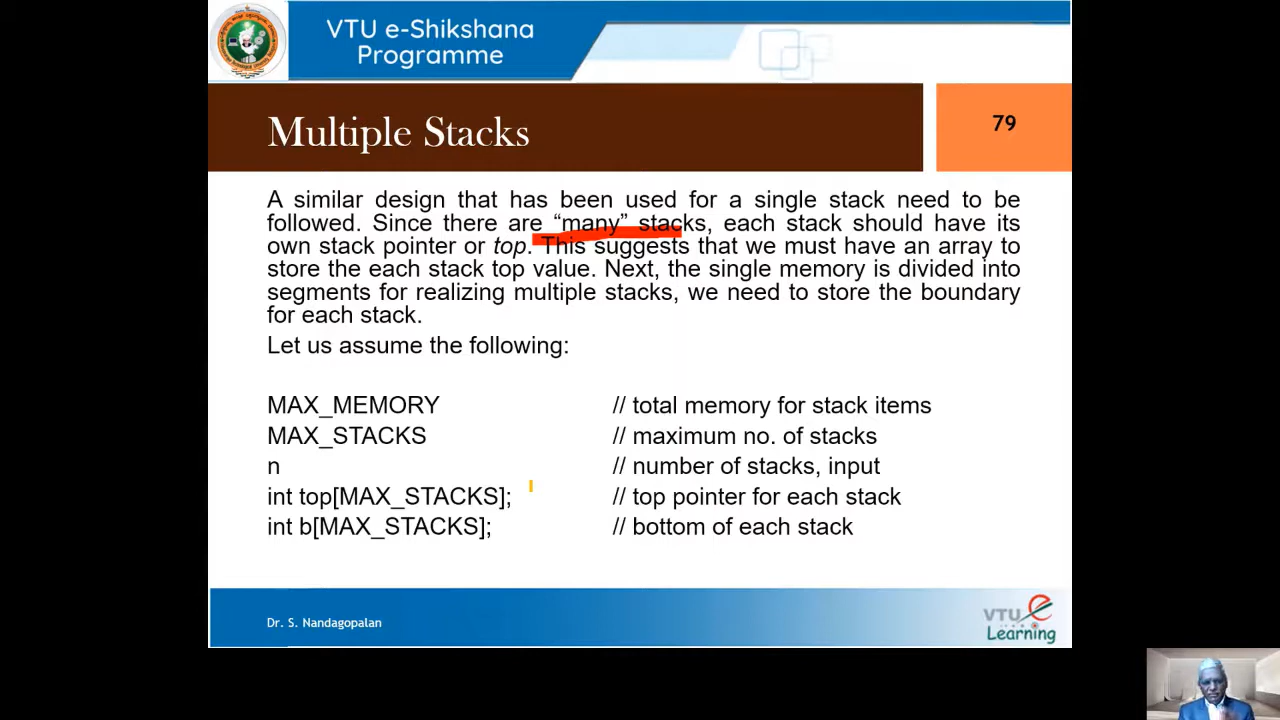 VTU e-Shikshana
Programme
Multiple Stacks
79
A similar design that has been used for a single stack need to be
followed. Since there are “many” stacks, each stack should have its
own stack pointer or top. This suggests that we must have an array to
store the each stack top value. Next, the single memory is divided into
segments for realizing multiple stacks, we need to store the boundary
for each stack.
Let us assume the following:
MAX_MEMORY // total memory for stack items
MAX_STACKS // maximum no. of stacks
n // number of stacks, input
int top[MAX_STACKS]; // top pointer for each stack
int b[MAX_STACKS]; // bottom of each stack
Dr. S. Nandagopalan
VTU e
Learning